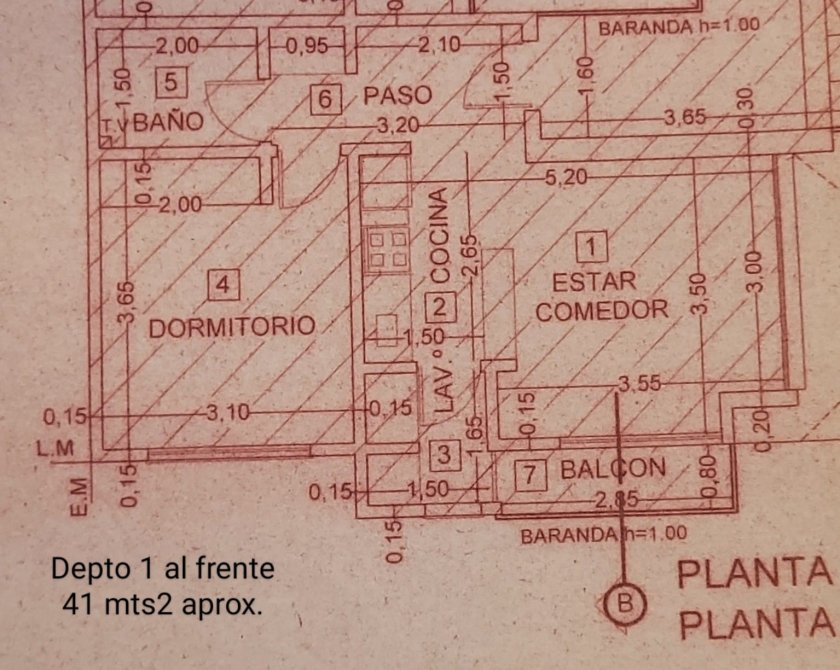 BARANDA h=1.00
2,00
0,95
2,10
1,50
5
1,50
1,60
6 PASO
BAÑO
3,20
3,65
0,30
0,15
2,00
5,20
COCINA
2,65
1
ESTAR
COMEDOR
4
DORMITORIO
3,65
2
3,50
3,00
1,50
LAV.º
3,55
0,15
3,10
0,15
0,15
0,20
L.M
E.M
0,15
1,65
3
7 BALCON
0,80
0,15
1,50
2,85
0,15
BARANDA h=1.00
Depto 1 al frente
41 mts2 aprox.
B
PLANTA
PLANTA